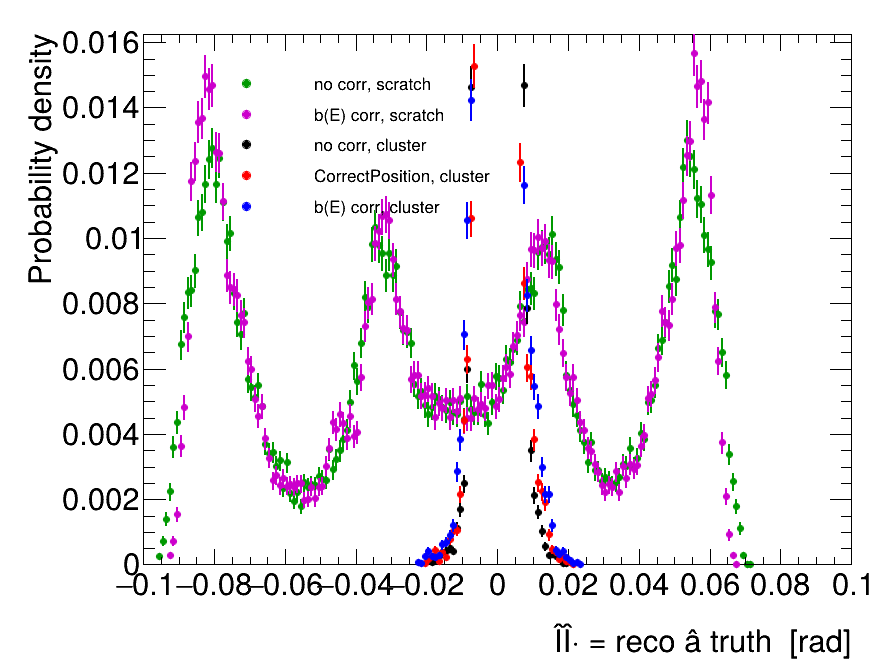 Probability density
0.016
0.014
0.012
0.01
0.008
0.006
0.004
0.002
0
no corr, scratch
b(E) corr, scratch
no corr, cluster
CorrectPosition, cluster
b(E) corr, cluster
−0.1 −0.08 −0.06 −0.04 −0.02 0 0.02 0.04 0.06 0.08 0.1
ÎÎ· = reco â truth [rad]